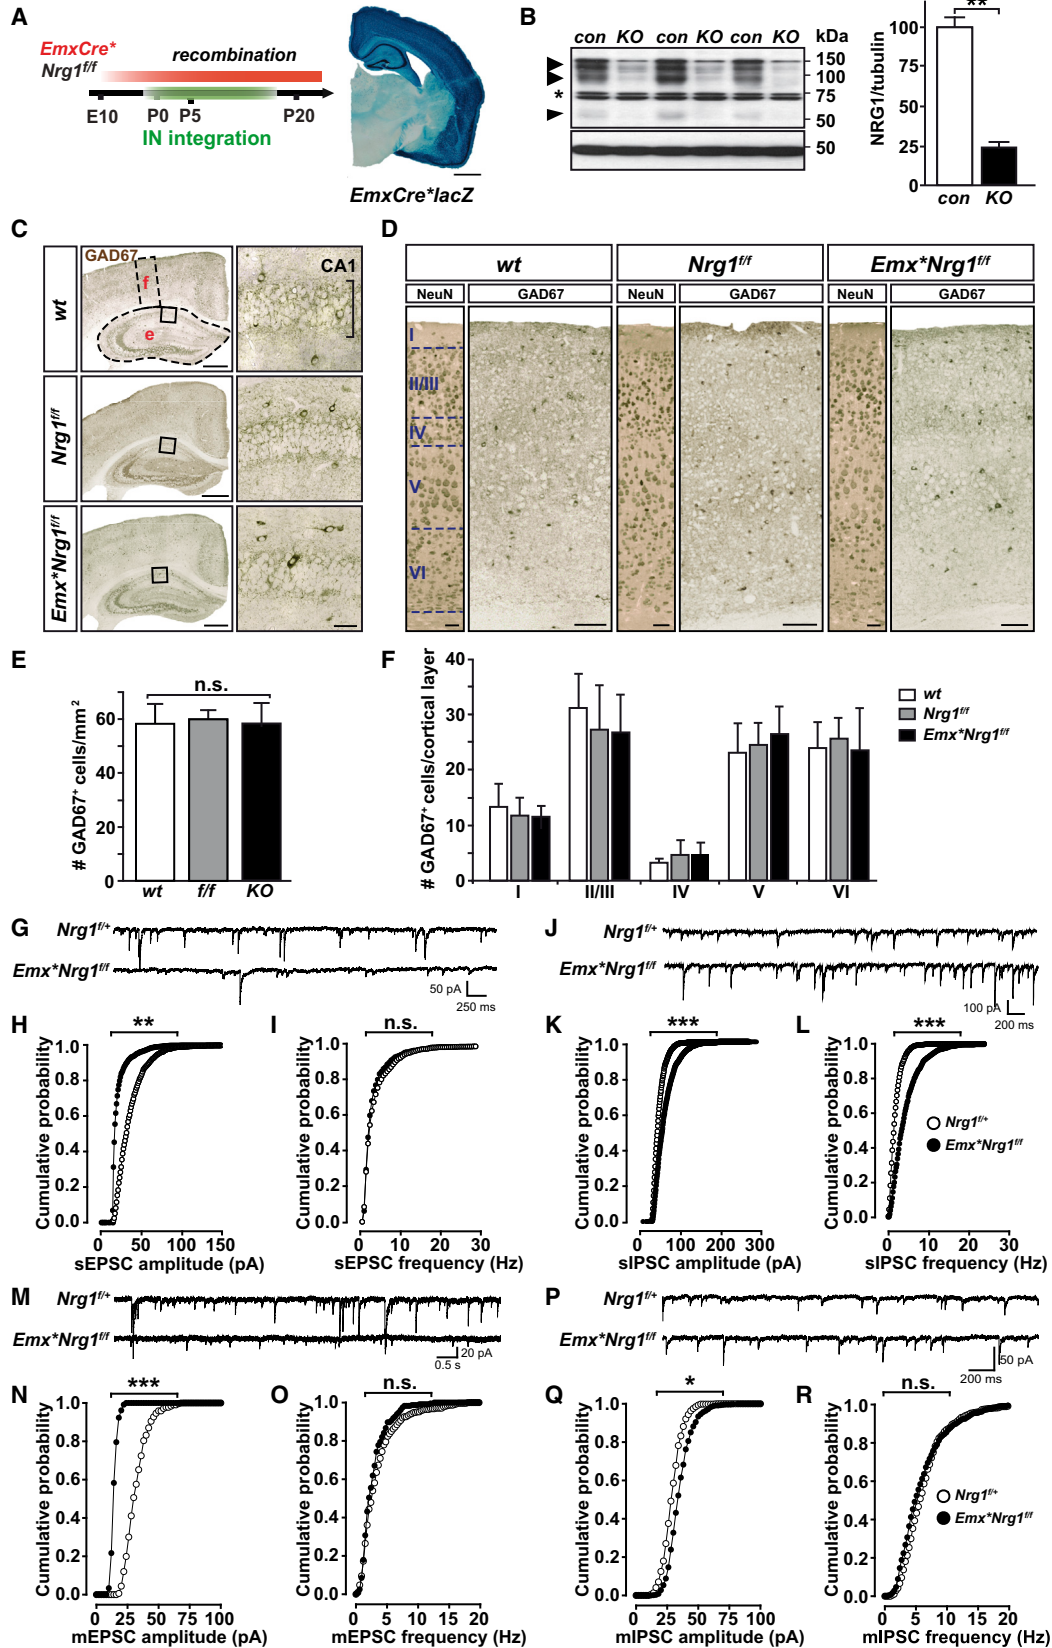 A
EmxCre*
Nrg1f/f
recombination
E10
P0
P5
P20
IN integration
EmxCre*lacZ
B
con KO con KO con KO
kDa
150
100
75
50
50
*
NRG1/tubulin
100
75
50
25
0
**
con
KO
C
wt
GAD67
f
e
CA1
Nrg1f/f
Emx*Nrg1f/f
D
wt
Nrg1f/f
Emx*Nrg1f/f
NeuN
GAD67
NeuN
GAD67
NeuN
GAD67
I
II/III
IV
V
VI
E
# GAD67+ cells/mm2
60
40
20
0
n.s.
wt
f/f
KO
F
# GAD67+ cells/cortical layer
40
30
20
10
0
I
II/III
IV
V
VI
wt
Nrg1f/f
Emx*Nrg1f/f
G
Nrg1f/+
Emx*Nrg1f/f
50 pA
250 ms
J
Nrg1f/+
Emx*Nrg1f/f
100 pA
200 ms
H
**
Cumulative probability
1.0
0.8
0.6
0.4
0.2
0.0
0 50 100 150
sEPSC amplitude (pA)
I
n.s.
Cumulative probability
1.0
0.8
0.6
0.4
0.2
0.0
0 10 20 30
sEPSC frequency (Hz)
K
***
Cumulative probability
1.0
0.8
0.6
0.4
0.2
0.0
0 100 200 300
sIPSC amplitude (pA)
L
***
Cumulative probability
1.0
0.8
0.6
0.4
0.2
0.0
0 10 20 30
sIPSC frequency (Hz)
Nrg1f/+
Emx*Nrg1f/f
M
Nrg1f/+
Emx*Nrg1f/f
20 pA
0.5 s
P
Nrg1f/+
Emx*Nrg1f/f
50 pA
200 ms
N
***
Cumulative probability
1.0
0.8
0.6
0.4
0.2
0.0
0 25 50 75 100
mEPSC amplitude (pA)
O
n.s.
Cumulative probability
1.0
0.8
0.6
0.4
0.2
0.0
0 5 10 15 20
mEPSC frequency (Hz)
Q
*
Cumulative probability
1.0
0.8
0.6
0.4
0.2
0.0
0 25 50 75 100
mIPSC amplitude (pA)
R
n.s.
Cumulative probability
1.0
0.8
0.6
0.4
0.2
0.0
0 5 10 15 20
mIPSC frequency (Hz)
Nrg1f/+
Emx*Nrg1f/f